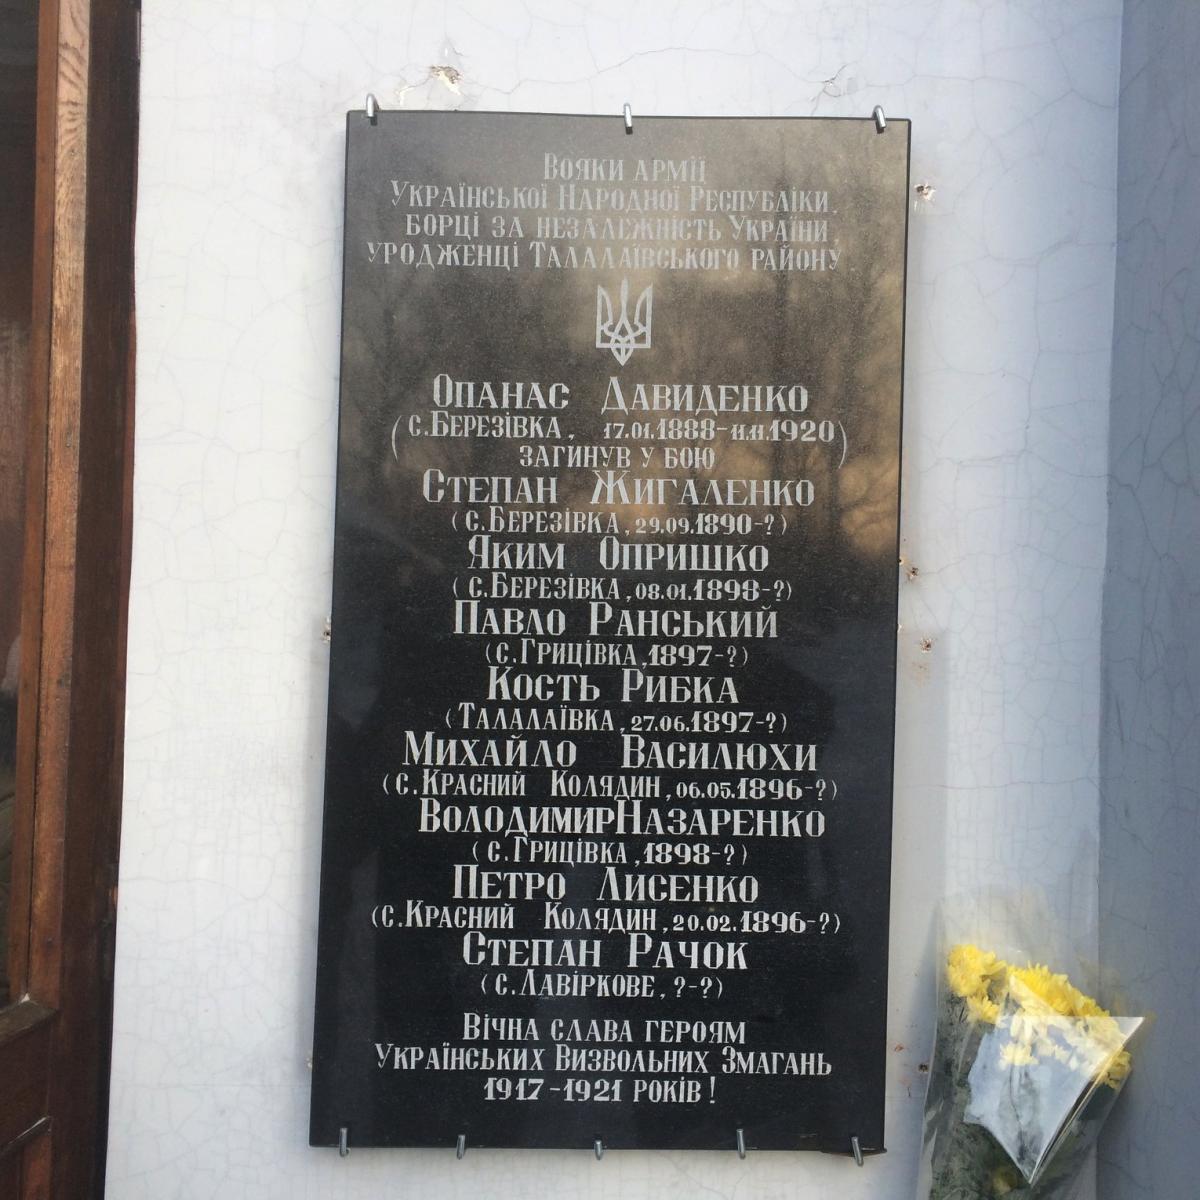 Вояки армії
Української Народної Республіки,
борці за незалежність України,
уродженці Талалаївського району
Опанас Давиденко
(с.Березівка, 17.01.1888-11.11.1920)
загинув у бою
Степан Жигаленко
(с.Березівка, 29.09.1890-?)
Яким Опришко
(с.Березівка, 08.01.1898-?)
Павло Ранський
(с.Грицівка, 1897-?)
Кость Рибка
(Талалаївка, 27.06.1897-?)
Михайло Василюхи
(с.Красний Колядин, 06.05.1896-?)
Володимир Назаренко
(с.Грицівка, 1898-?)
Петро Лисенко
(с.Красний Колядин, 20.02.1896-?)
Степан Рачок
(с.Лавіркове, ?-?)
Вічна слава героям
Українських Визвольних Змагань
1917-1921 років!